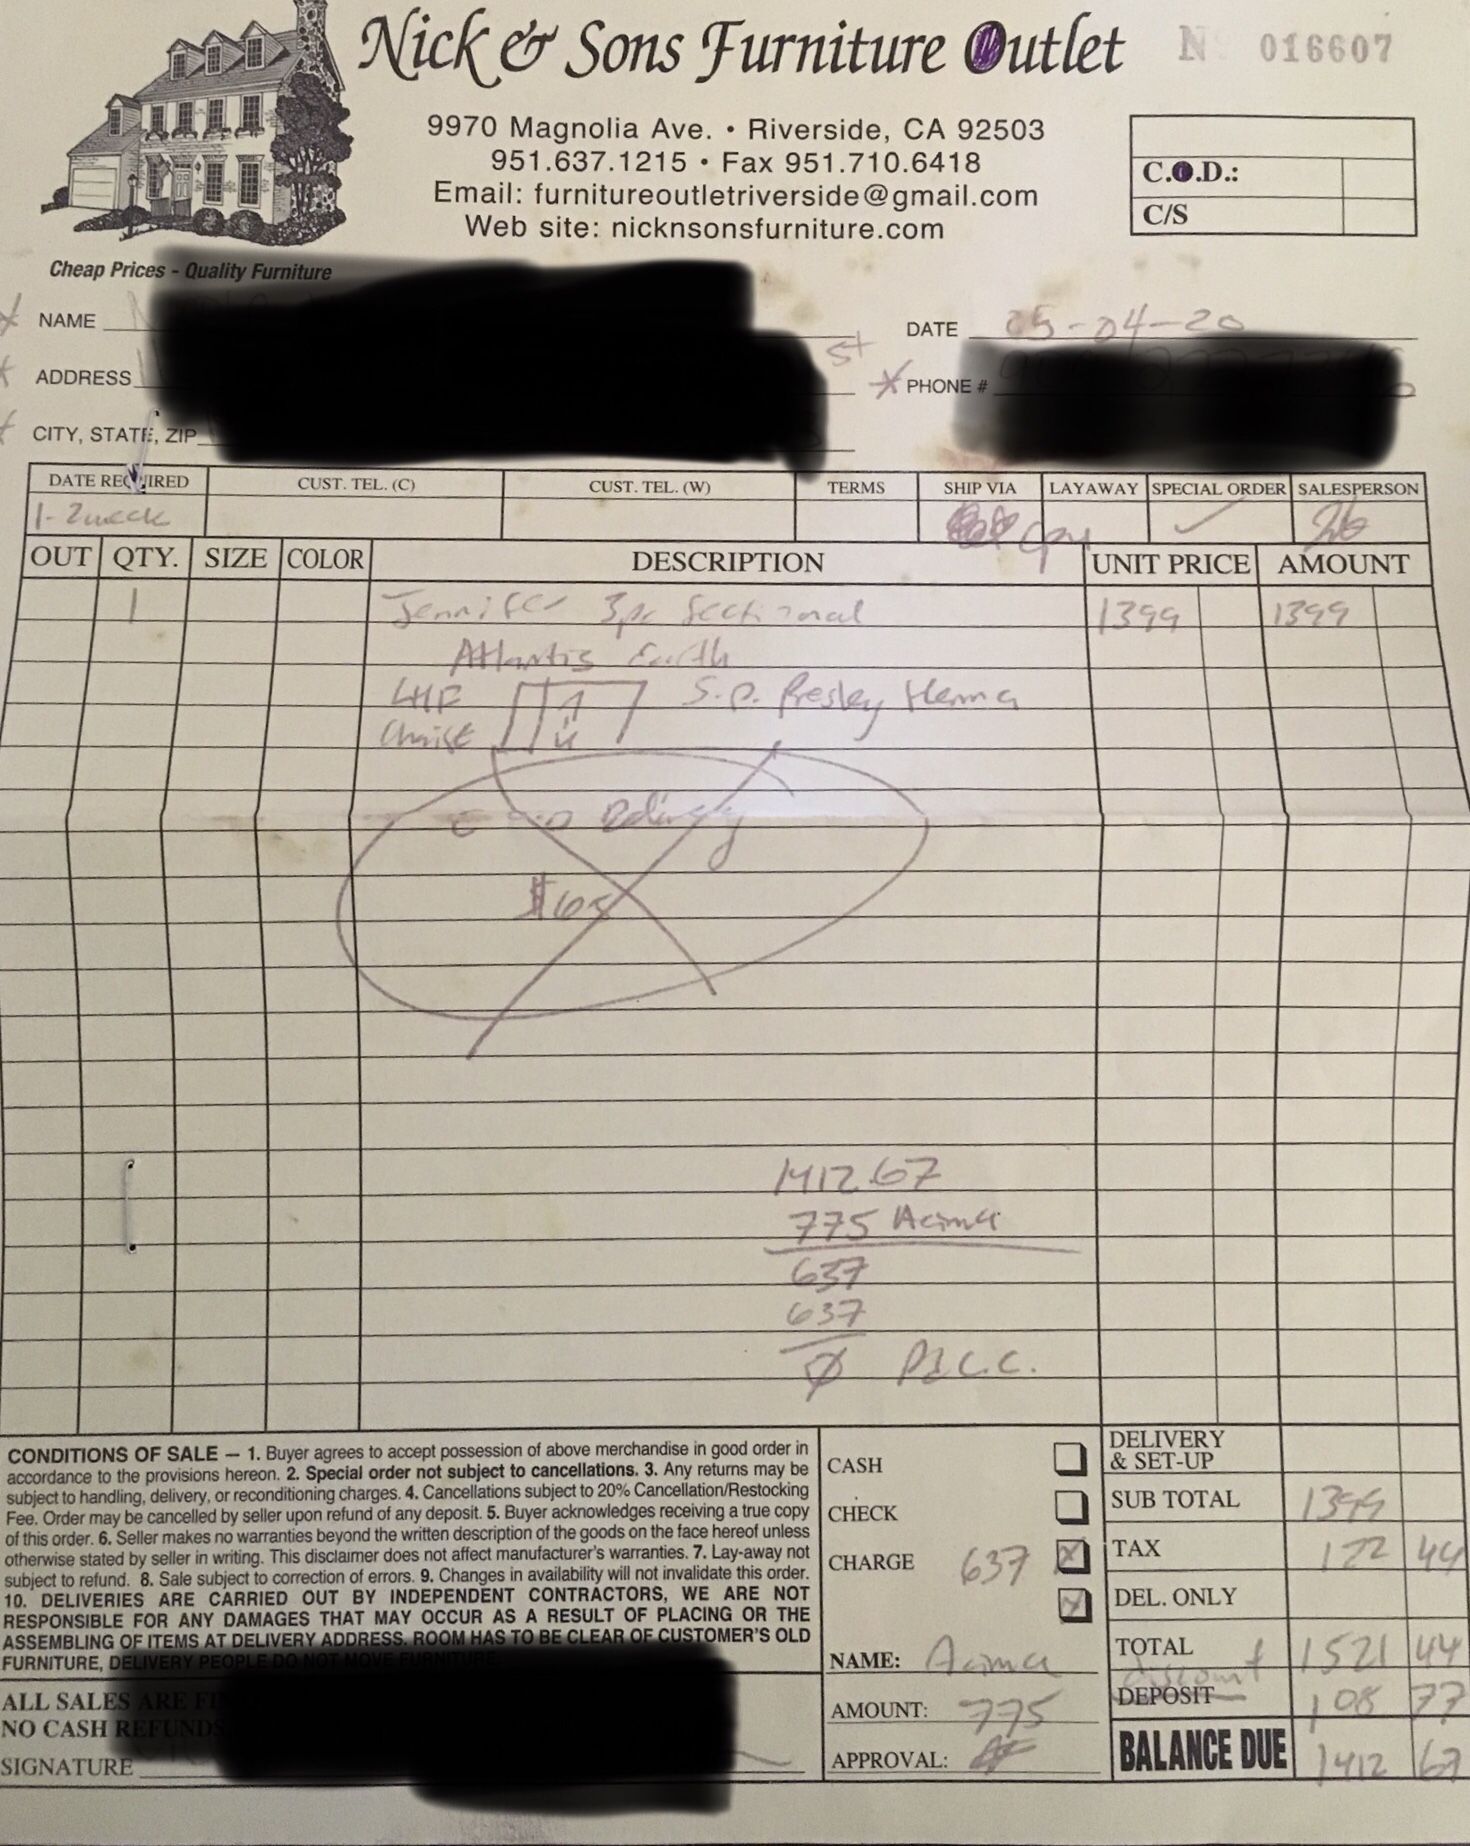 Nick & Sons Furniture Outlet
Nº 016607
9970 Magnolia Ave. • Riverside, CA 92503
951.637.1215 • Fax 951.710.6418
Email: furnitureoutletriverside@gmail.com
Web site: nicknsonsfurniture.com
C.O.D.:
C/S
Cheap Prices - Quality Furniture
NAME
DATE 05-04-20
ADDRESS St
PHONE #
CITY, STATE, ZIP
DATE REQUIRED CUST. TEL. (C) CUST. TEL. (W) TERMS SHIP VIA LAYAWAY SPECIAL ORDER SALESPERSON
1-2 week cpu
OUT QTY. SIZE COLOR DESCRIPTION UNIT PRICE AMOUNT
1 Jennifer 3pc Sectional 1399 1399
Atlantis Earth
LHF S.P. Presley Henna
Chaise
Delivery
$65
1412.67
775 Acima
637
637
0 Pd C.C.
CONDITIONS OF SALE — 1. Buyer agrees to accept possession of above merchandise in good order in
accordance to the provisions hereon. 2. Special order not subject to cancellations. 3. Any returns may be
subject to handling, delivery, or reconditioning charges. 4. Cancellations subject to 20% Cancellation/Restocking
Fee. Order may be cancelled by seller upon refund of any deposit. 5. Buyer acknowledges receiving a true copy
of this order. 6. Seller makes no warranties beyond the written description of the goods on the face hereof unless
otherwise stated by seller in writing. This disclaimer does not affect manufacturer's warranties. 7. Lay-away not
subject to refund. 8. Sale subject to correction of errors. 9. Changes in availability will not invalidate this order.
10. DELIVERIES ARE CARRIED OUT BY INDEPENDENT CONTRACTORS, WE ARE NOT
RESPONSIBLE FOR ANY DAMAGES THAT MAY OCCUR AS A RESULT OF PLACING OR THE
ASSEMBLING OF ITEMS AT DELIVERY ADDRESS. ROOM HAS TO BE CLEAR OF CUSTOMER'S OLD
FURNITURE, DELIVERY PEOPLE DO NOT MOVE FURNITURE.
ALL SALES ARE
NO CASH REFUNDS
SIGNATURE
CASH
CHECK
CHARGE 637
NAME: Acima
AMOUNT: 775
APPROVAL:
DELIVERY
& SET-UP
SUB TOTAL 1399
TAX 122 44
DEL. ONLY
TOTAL 1521 44
discount
DEPOSIT 108 77
BALANCE DUE 1412 67